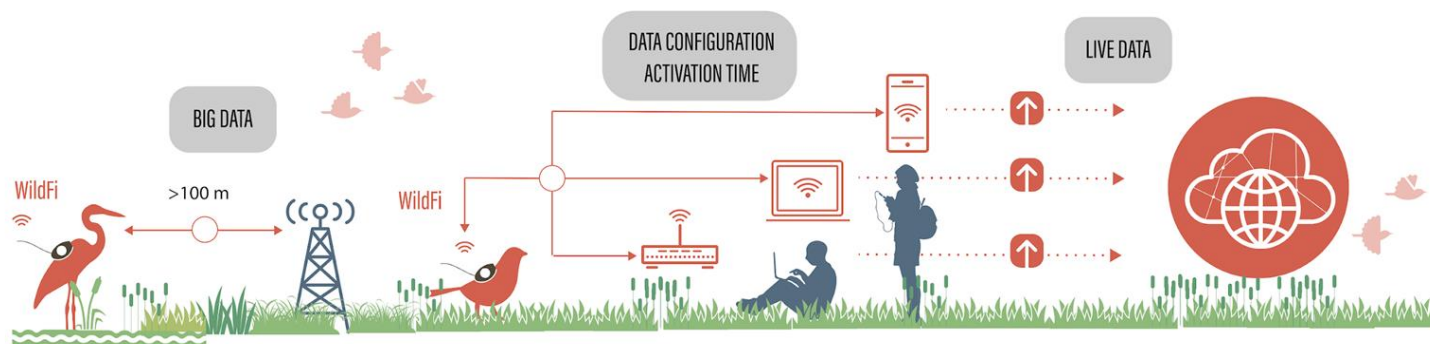 BIG DATA
DATA CONFIGURATION
ACTIVATION TIME
LIVE DATA
WildFi
>100 m
WildFi